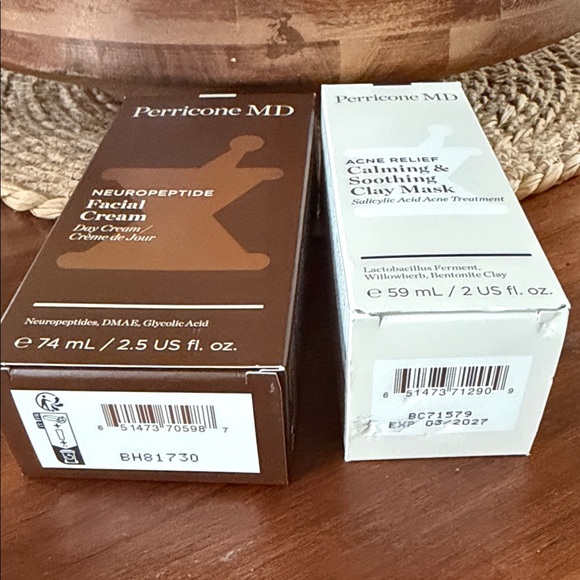 Perricone MD
NEUROPEPTIDE
Facial
Cream
Day Cream/
Crème de Jour
Neuropeptides, DMAE, Glycolic Acid
℮ 74 mL / 2.5 US fl. oz.
6 51473 70598 7
BH81730
Perricone MD
ACNE RELIEF
Calming &
Soothing
Clay Mask
Salicylic Acid Acne Treatment
Lactobacillus Ferment,
Willowherb, Bentonite Clay
℮ 59 mL / 2 US fl. oz.
6 51473 71290 9
BC71579
EXP 03/2027